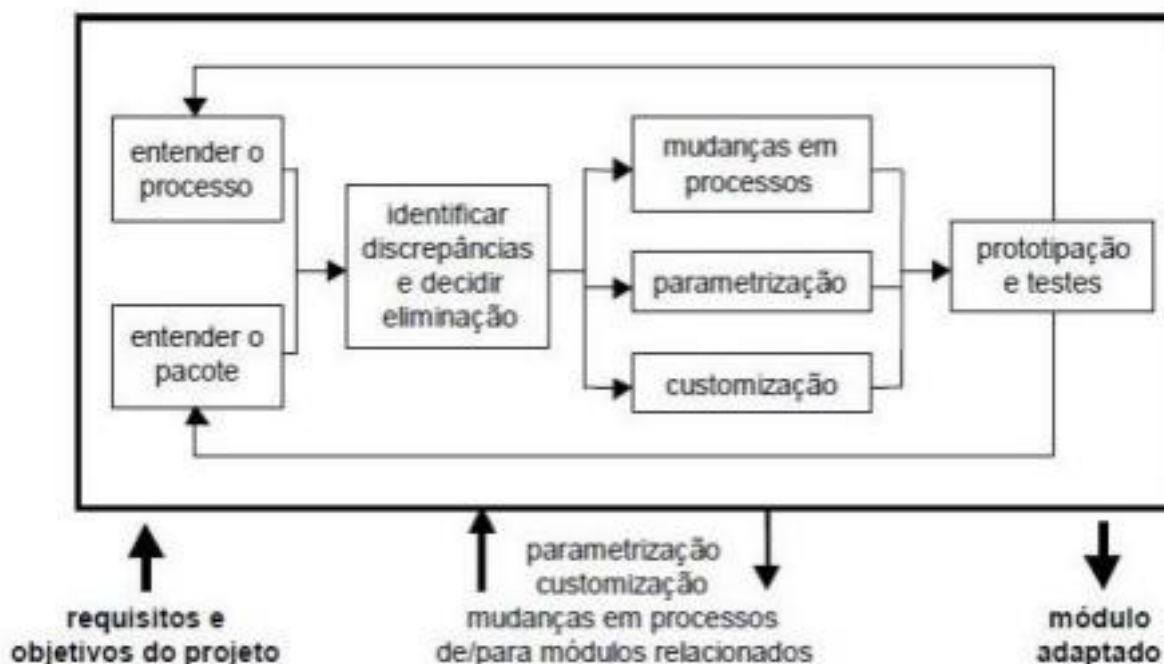 entender o
processo
entender o
pacote
identificar
discrepâncias
e decidir
eliminação
mudanças em
processos
parametrização
customização
prototipação
e testes
requisitos e
objetivos do projeto
parametrização
customização
mudanças em processos
de/para módulos relacionados
módulo
adaptado